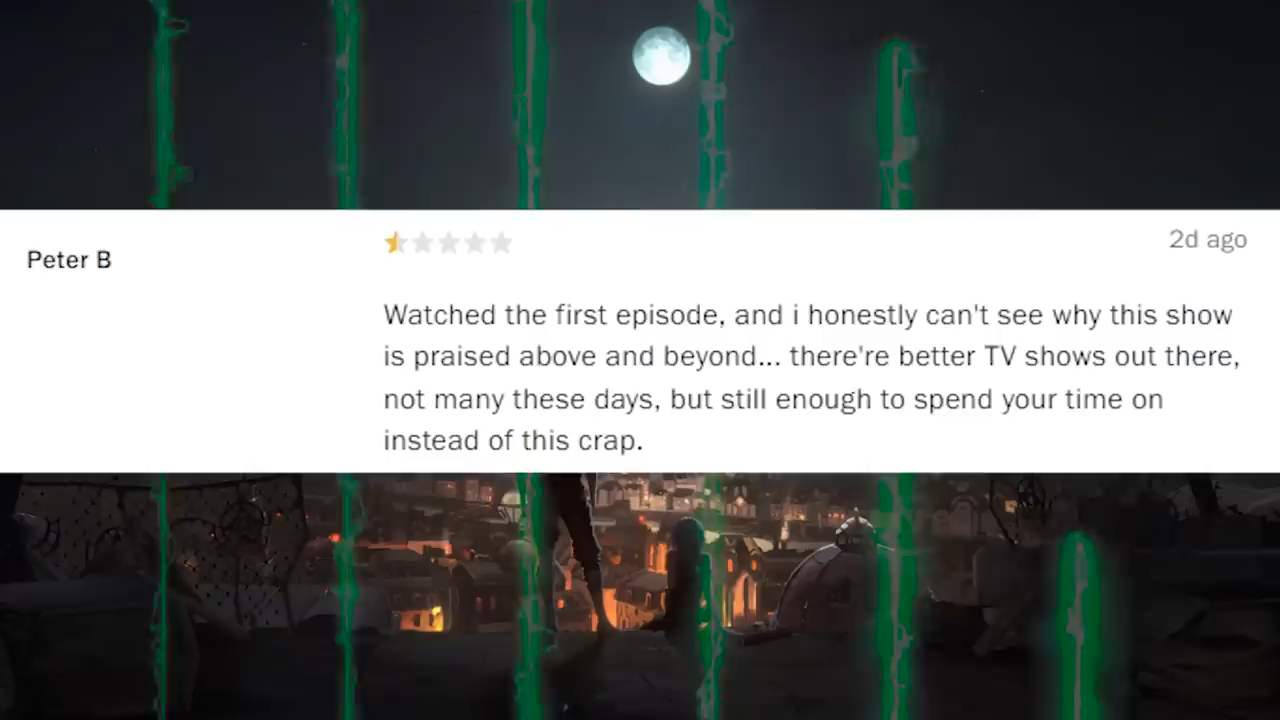 Peter B
2d ago
Watched the first episode, and i honestly can't see why this show
is praised above and beyond... there're better TV shows out there,
not many these days, but still enough to spend your time on
instead of this crap.